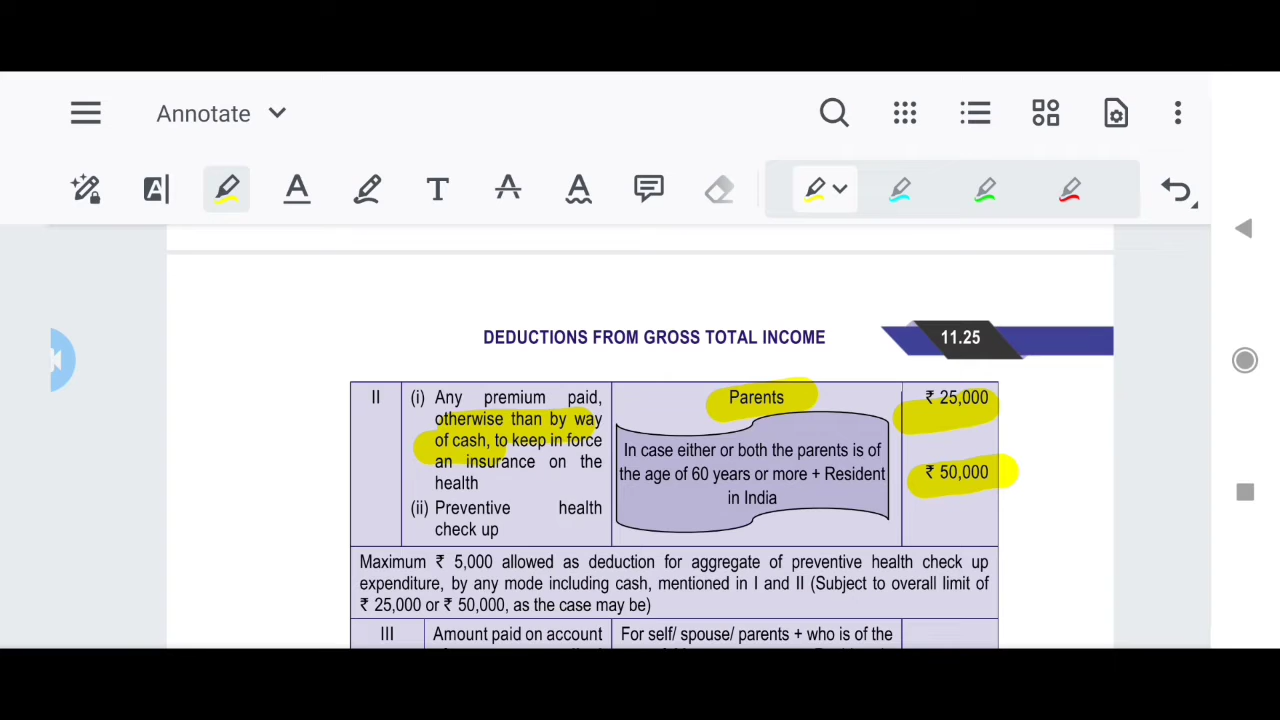 Annotate
DEDUCTIONS FROM GROSS TOTAL INCOME
11.25
II
(i) Any premium paid,
otherwise than by way
of cash, to keep in force
an insurance on the
health
(ii) Preventive health
check up
Parents
In case either or both the parents is of
the age of 60 years or more + Resident
in India
₹ 25,000
₹ 50,000
Maximum ₹ 5,000 allowed as deduction for aggregate of preventive health check up
expenditure, by any mode including cash, mentioned in I and II (Subject to overall limit of
₹ 25,000 or ₹ 50,000, as the case may be)
III
Amount paid on account
For self/ spouse/ parents + who is of the